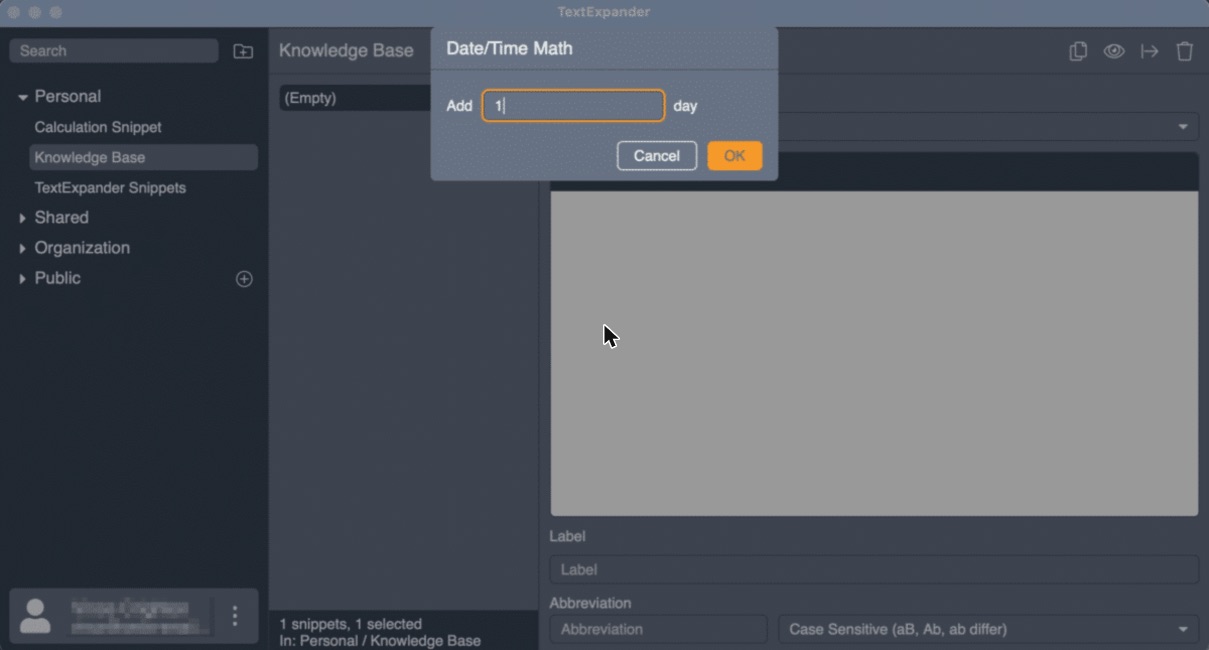 TextExpander
Search
Personal
Calculation Snippet
Knowledge Base
TextExpander Snippets
Shared
Organization
Public
Knowledge Base
(Empty)
1 snippets, 1 selected
In: Personal / Knowledge Base
Date/Time Math
Add 1 day
Cancel OK
Label
Label
Abbreviation
Abbreviation Case Sensitive (aB, Ab, ab differ)